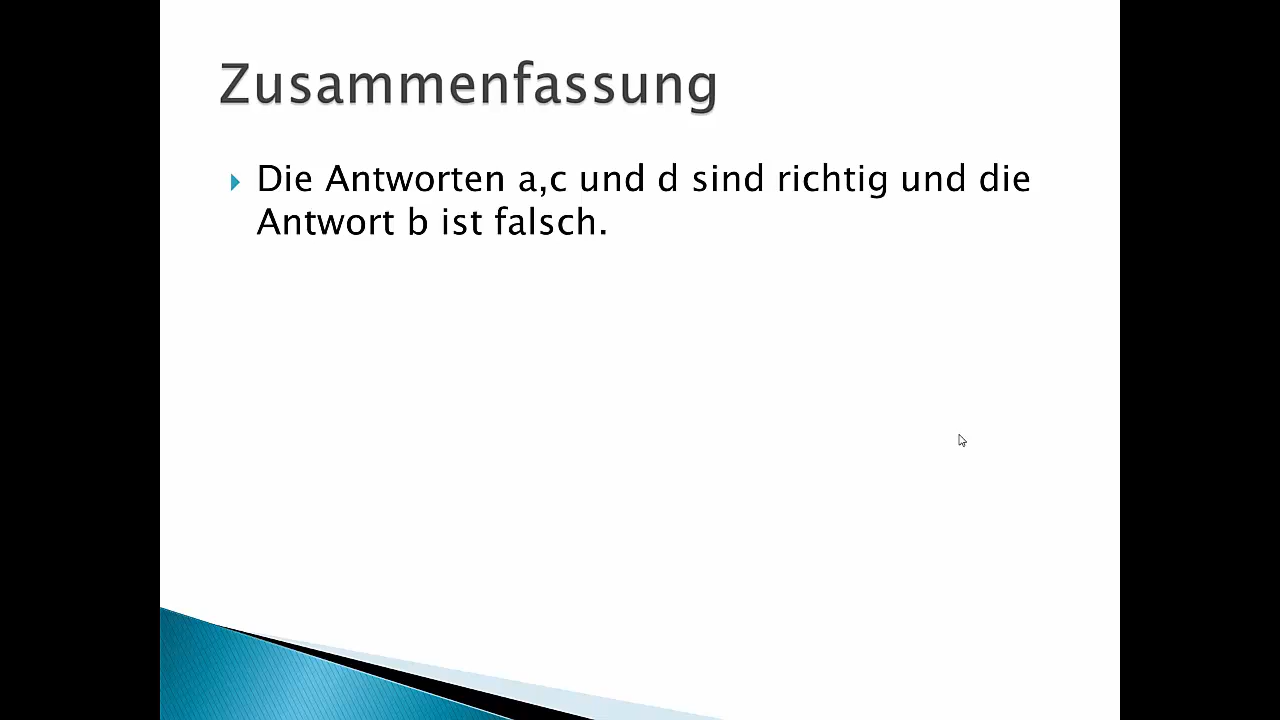 Zusammenfassung
Die Antworten a,c und d sind richtig und die
Antwort b ist falsch.